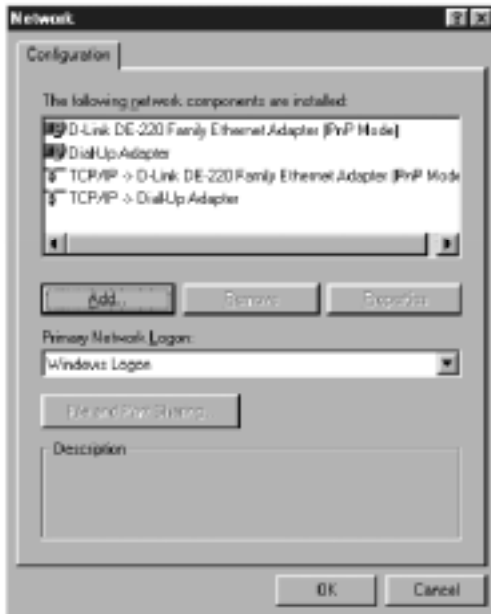 Network
Configuration
The following network components are installed:
D-Link DE-220 Family Ethernet Adapter (PnP Mode)
Dial-Up Adapter
TCP/IP -> D-Link DE-220 Family Ethernet Adapter (PnP Mode
TCP/IP -> Dial-Up Adapter
Add... Remove Properties
Primary Network Logon:
Windows Logon
File and Print Sharing...
Description
OK Cancel